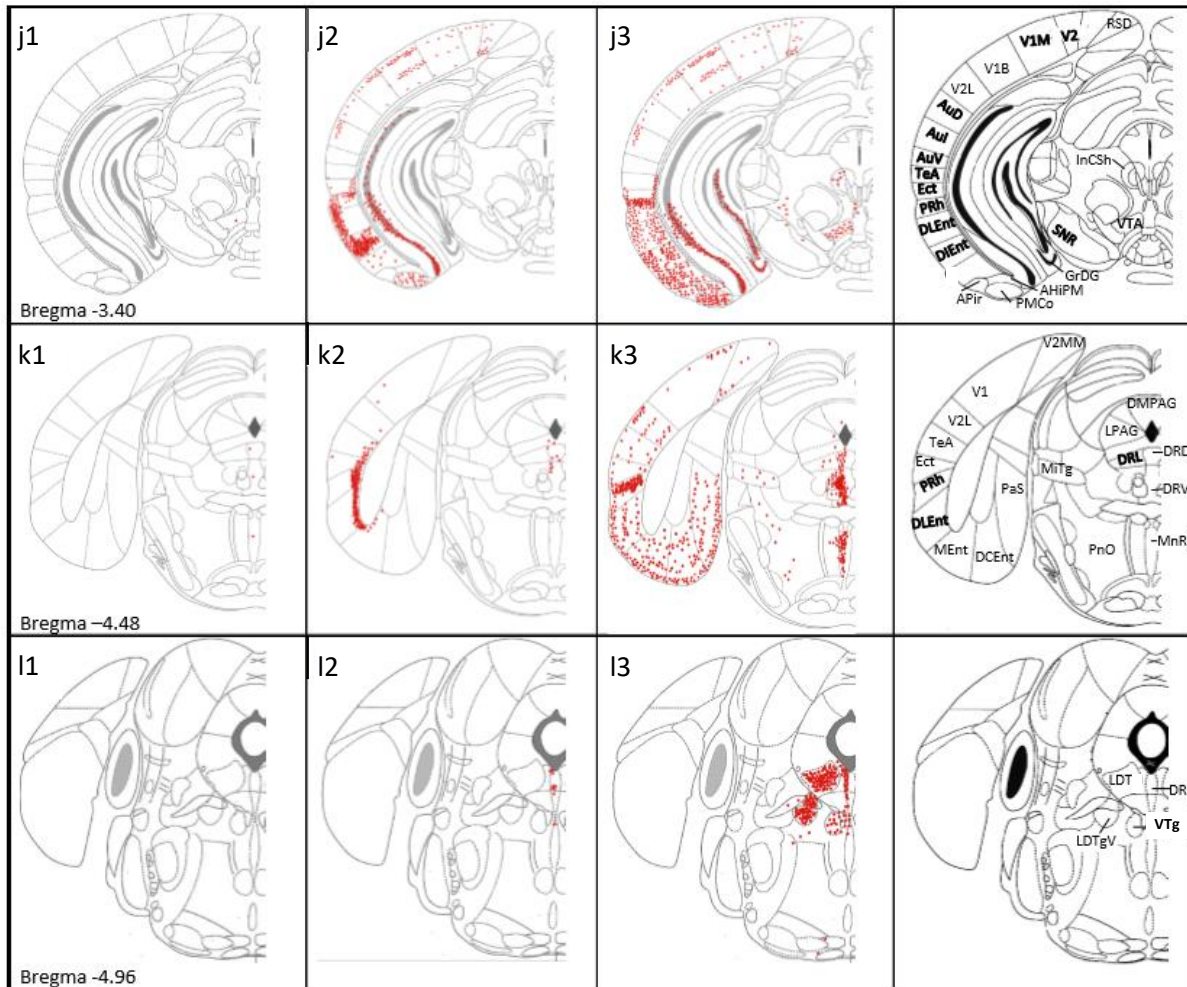 j1
j2
j3
V1M
V2
RSD
V1B
V2L
AuD
AuI
AuV
TeA
Ect
PRh
DLEnt
DIEnt
InCSh
VTA
SNR
GrDG
AHiPM
APir
PMCo
Bregma -3.40
k1
k2
k3
V2MM
V1
V2L
TeA
Ect
PRh
DLEnt
MEnt
DCEnt
PaS
MiTg
DMPAG
LPAG
DRL
DRD
DRV
MnR
PnO
Bregma –4.48
l1
l2
l3
LDT
DR
VTg
LDTgV
Bregma -4.96